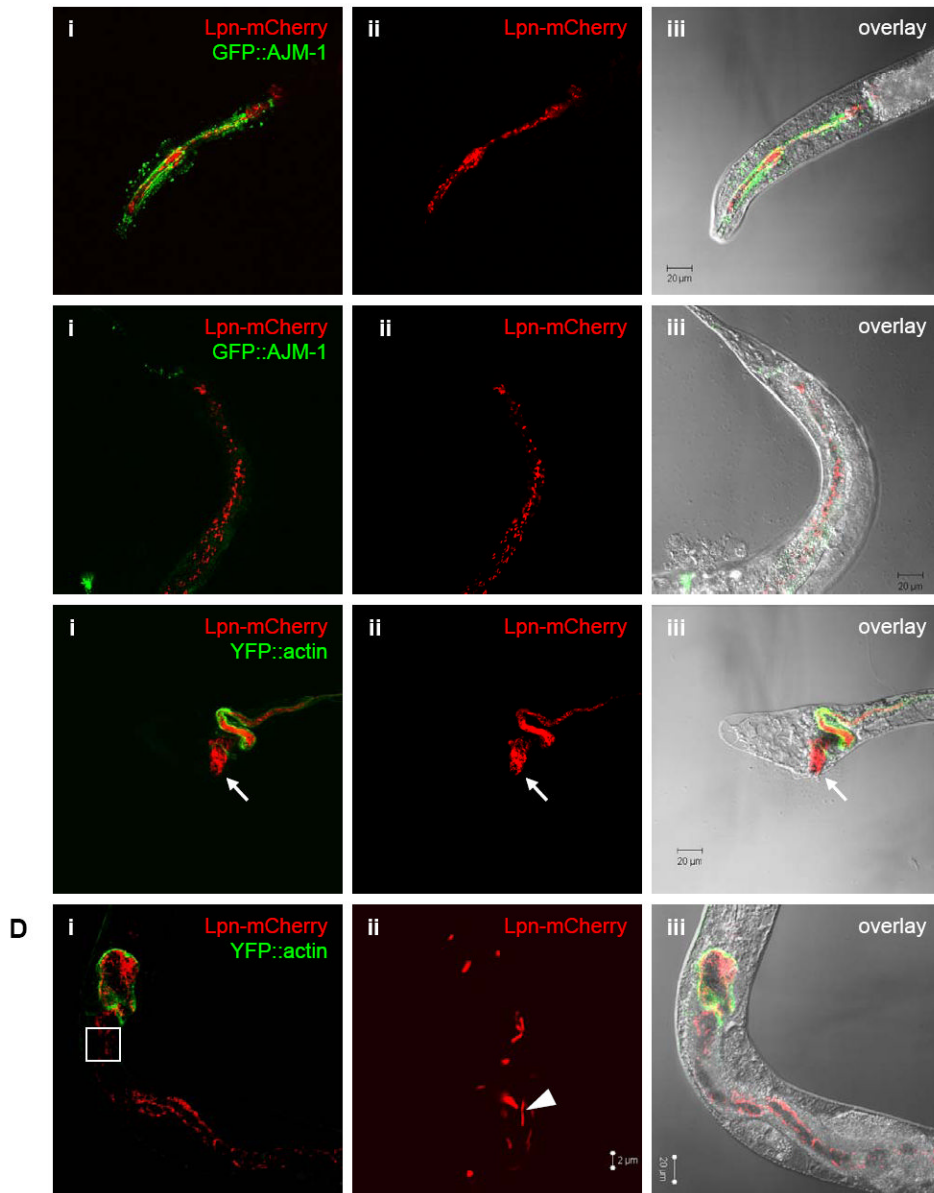 i
Lpn-mCherry
GFP::AJM-1
ii
Lpn-mCherry
iii
overlay
20 µm
i
Lpn-mCherry
GFP::AJM-1
ii
Lpn-mCherry
iii
overlay
20 µm
i
Lpn-mCherry
YFP::actin
ii
Lpn-mCherry
iii
overlay
20 µm
D
i
Lpn-mCherry
YFP::actin
ii
Lpn-mCherry
2 µm
iii
overlay
20 µm